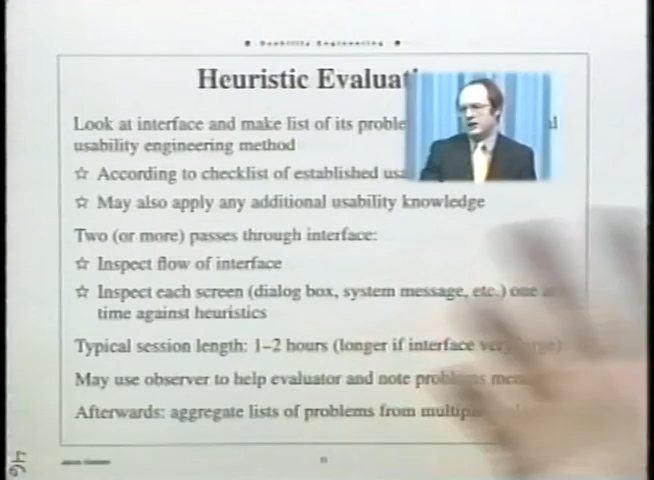 Usability Engineering
Heuristic Evaluati
Look at interface and make list of its proble
usability engineering method
☆ According to checklist of established usa
☆ May also apply any additional usability knowledge
Two (or more) passes through interface:
☆ Inspect flow of interface
☆ Inspect each screen (dialog box, system message, etc.) one a
time against heuristics
Typical session length: 1–2 hours (longer if interface very
May use observer to help evaluator and note problems
Afterwards: aggregate lists of problems from multip
46